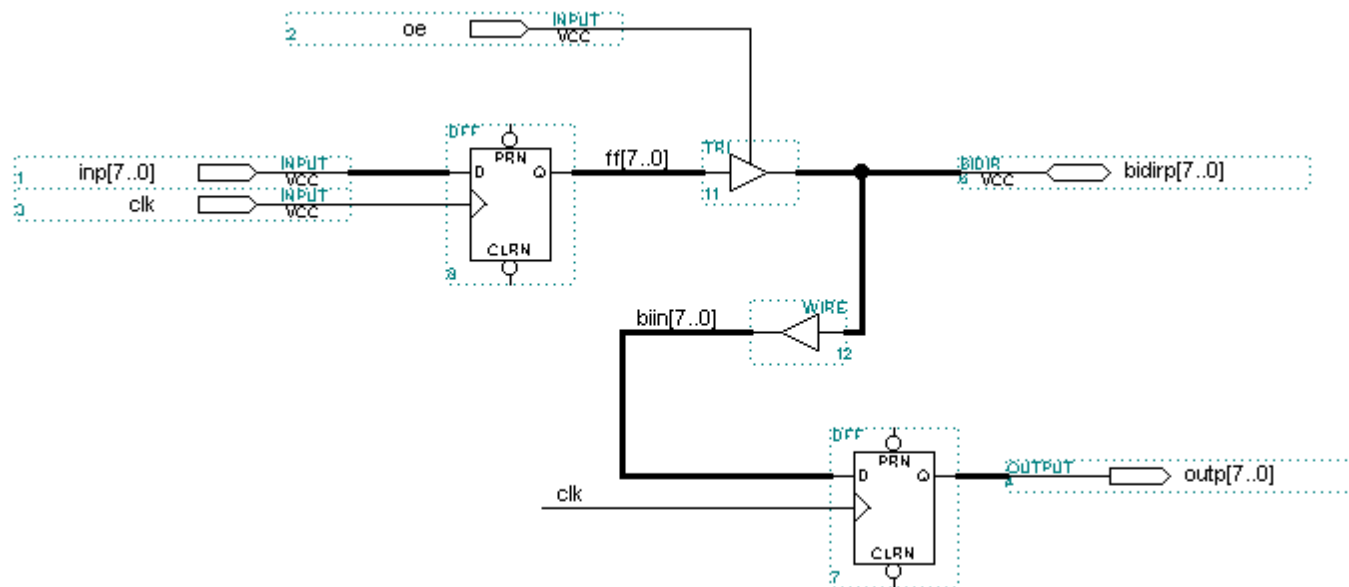 oe INPUT VCC
2
DFF PRN
inp[7..0] INPUT VCC
1
D Q
ff[7..0]
TRI
11
BIDIR VCC bidirp[7..0]
clk INPUT VCC
3
CLRN
biin[7..0]
WIRE
12
DFF PRN
D Q
OUTPUT outp[7..0]
clk
CLRN
7